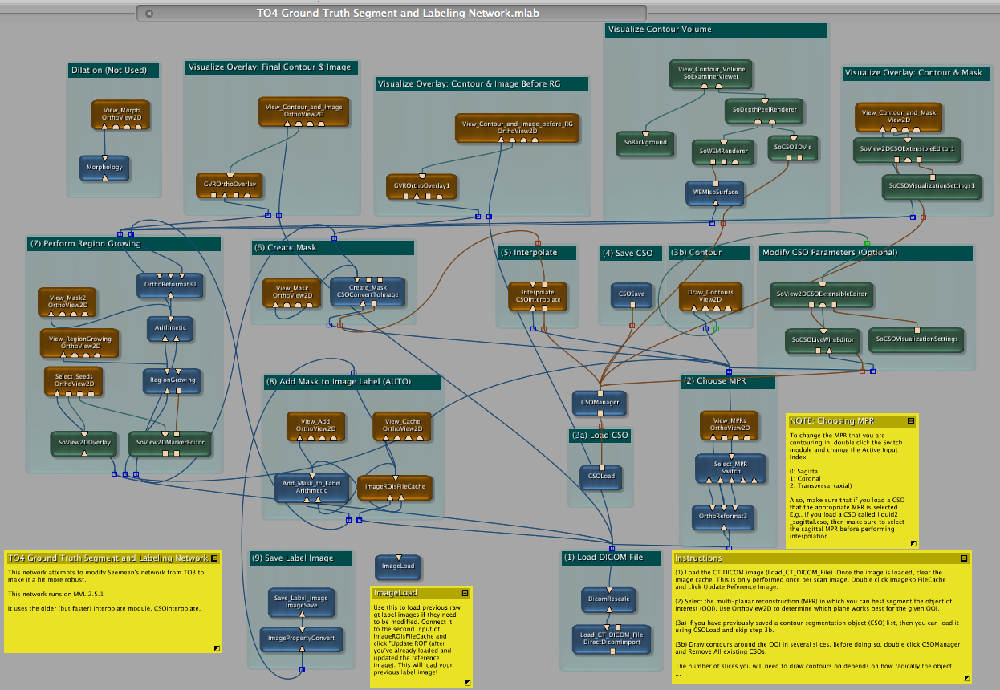 TO4 Ground Truth Segment and Labeling Network.mlab
Visualize Contour Volume
Dilation (Not Used)
View_Morph
OrthoView2D
Morphology
Visualize Overlay: Final Contour & Image
View_Contour_and_Image
OrthoView2D
GVROrthoOverlay
Visualize Overlay: Contour & Image Before RG
View_Contour_and_Image_before_RG
OrthoView2D
GVROrthoOverlay1
View_Contour_Volume
SoExaminerViewer
SoDepthPeelRenderer
SoBackground
SoWEMRenderer
SoCSO3DVis
WEMIsoSurface
Visualize Overlay: Contour & Mask
View_Contour_and_Mask
View2D
SoView2DCSOExtensibleEditor1
SoCSOVisualizationSettings1
(7) Perform Region Growing
OrthoReformat31
View_Mask2
OrthoView2D
Arithmetic
View_RegionGrowing
OrthoView2D
Select_Seeds
OrthoView2D
RegionGrowing
SoView2DOverlay
SoView2DMarkerEditor
(6) Create Mask
View_Mask
OrthoView2D
Create_Mask
CSOConvertToImage
(5) Interpolate
Interpolate
CSOInterpolate
(4) Save CSO
CSOSave
(3b) Contour
Draw_Contours
View2D
Modify CSO Parameters (Optional)
SoView2DCSOExtensibleEditor
SoCSOLiveWireEditor
SoCSOVisualizationSettings
(8) Add Mask to Image Label (AUTO)
View_Add
OrthoView2D
View_Cache
OrthoView2D
Add_Mask_to_Label
Arithmetic
ImageROIsFileCache
CSOManager
(3a) Load CSO
CSOLoad
(2) Choose MPR
View_MPRs
OrthoView2D
Select_MPR
Switch
OrthoReformat3
NOTE: Choosing MPR
To change the MPR that you are
contouring in, double click the Switch
module and change the Active Input
Index:
0: Sagittal
1: Coronal
2: Transversal (axial)
Also, make sure that if you load a CSO
that the appropriate MPR is selected.
E.g., if you load a CSO called liquid2
_sagittal.cso, then make sure to select
the sagittal MPR before performing
interpolation.
TO4 Ground Truth Segment and Labeling Network
This network attempts to modify Seemeen's network from TO3 to
make it a bit more robust.
This network runs on MVL 2.5.1
It uses the older (but faster) interpolate module, CSOInterpolate.
(9) Save Label Image
Save_Label_Image
ImageSave
ImagePropertyConvert
ImageLoad
ImageLoad
Use this to load previous raw
gt label images if they need
to be modified. Connect it
to the second input of
ImageROIsFileCache and
click "Update ROI" (after
you've already loaded and
updated the reference
image). This will load your
previous label image!
(1) Load DICOM File
DicomRescale
Load_CT_DICOM_File
DirectDicomImport
Instructions
(1) Load the CT DICOM image (Load_CT_DICOM_File). Once the image is loaded, clear the
image cache. This is only performed once per scan image. Double click ImageRoiFileCache
and click Update Reference Image.
(2) Select the multi-planar reconstruction (MPR) in which you can best segment the object of
interest (OOI). Use OrthoView2D to determine which plane works best for the given OOI.
(3a) If you have previously saved a contour segmentation object (CSO) list, then you can load it
using CSOLoad and skip step 3b.
(3b) Draw contours around the OOI in several slices. Before doing so, double click CSOManager
and Remove All existing CSOs.
The number of slices you will need to draw contours on depends on how radically the object
...